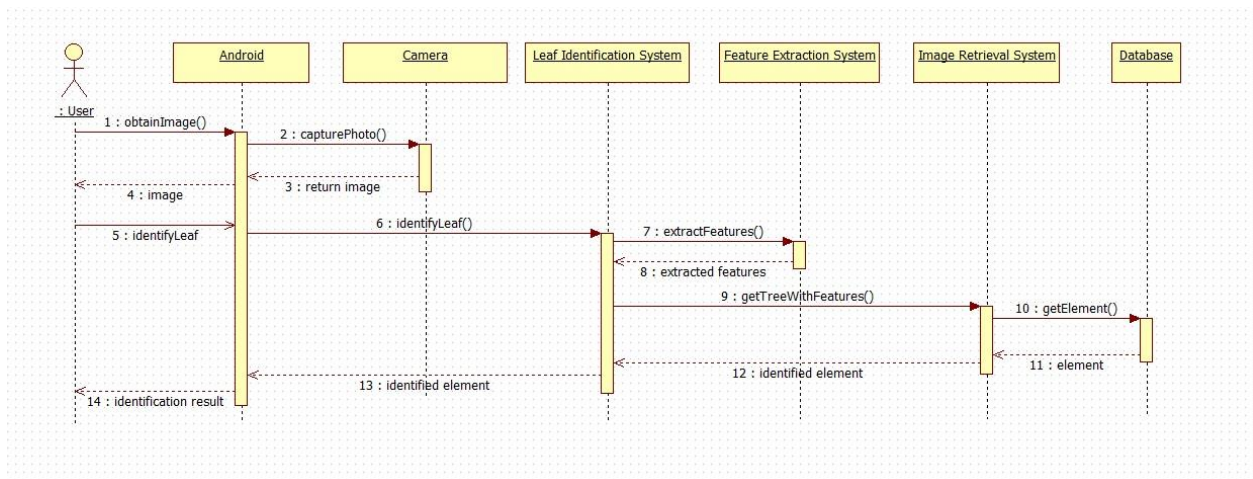 Android
Camera
Leaf Identification System
Feature Extraction System
Image Retrieval System
Database
: User
1 : obtainImage()
2 : capturePhoto()
3 : return image
4 : image
5 : identifyLeaf
6 : identifyLeaf()
7 : extractFeatures()
8 : extracted features
9 : getTreeWithFeatures()
10 : getElement()
11 : element
12 : identified element
13 : identified element
14 : identification result